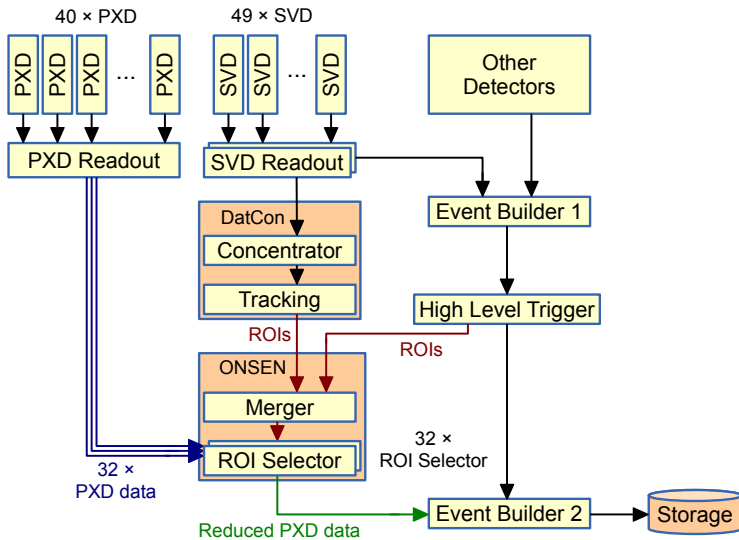 40 × PXD
49 × SVD
PXD
PXD
PXD
...
PXD
SVD
SVD
...
SVD
Other
Detectors
PXD Readout
SVD Readout
DatCon
Event Builder 1
Concentrator
Tracking
High Level Trigger
ROIs
ROIs
ONSEN
Merger
32 ×
ROI Selector
ROI Selector
32 ×
PXD data
Reduced PXD data
Event Builder 2
Storage